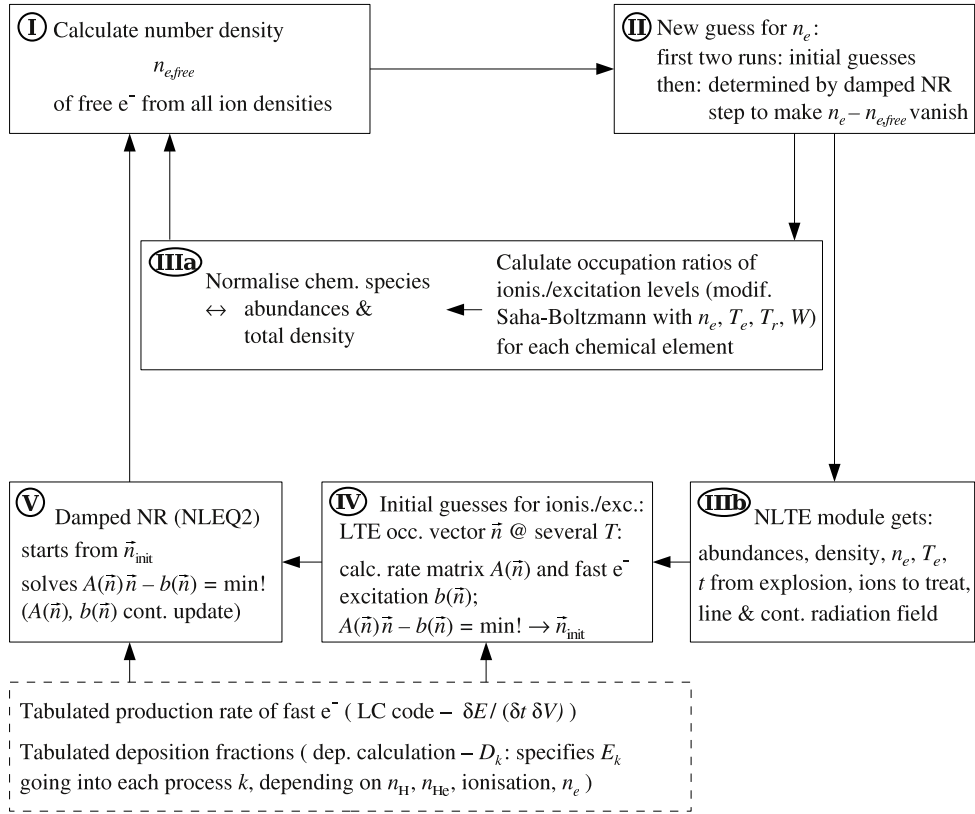 I Calculate number density
n_e,free
of free e⁻ from all ion densities
II New guess for n_e:
first two runs: initial guesses
then: determined by damped NR
step to make n_e – n_e,free vanish
IIIa
Normalise chem. species
↔ abundances &
total density
Calulate occupation ratios of
ionis./excitation levels (modif.
Saha-Boltzmann with n_e, T_e, T_r, W)
for each chemical element
V
Damped NR (NLEQ2)
starts from n⃗_init
solves A(n⃗)n⃗ – b(n⃗) = min!
(A(n⃗), b(n⃗) cont. update)
IV Initial guesses for ionis./exc.:
LTE occ. vector n⃗ @ several T:
calc. rate matrix A(n⃗) and fast e⁻
excitation b(n⃗);
A(n⃗)n⃗ – b(n⃗) = min! → n⃗_init
IIIb
NLTE module gets:
abundances, density, n_e, T_e,
t from explosion, ions to treat,
line & cont. radiation field
Tabulated production rate of fast e⁻ ( LC code – δE / (δt δV) )
Tabulated deposition fractions ( dep. calculation – D_k: specifies E_k
going into each process k, depending on n_H, n_He, ionisation, n_e )